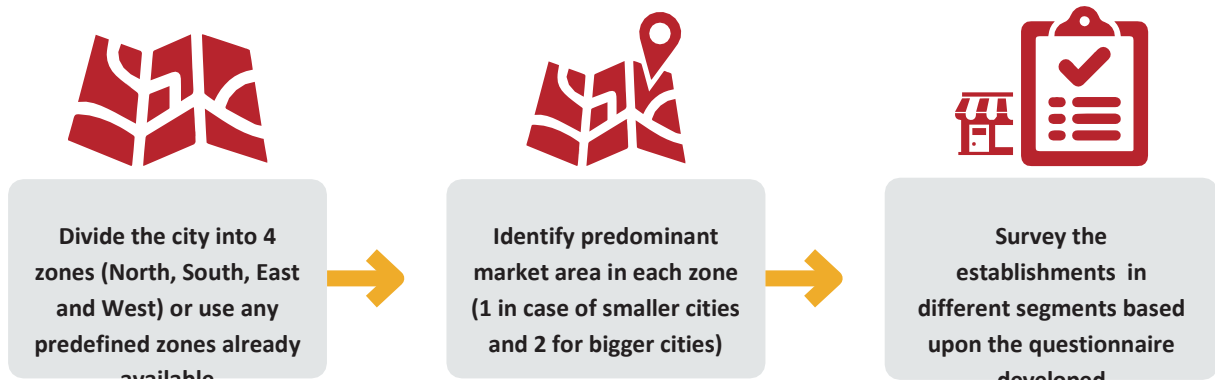 Divide the city into 4
zones (North, South, East
and West) or use any
predefined zones already
available
Identify predominant
market area in each zone
(1 in case of smaller cities
and 2 for bigger cities)
Survey the
establishments in
different segments based
upon the questionnaire
developed